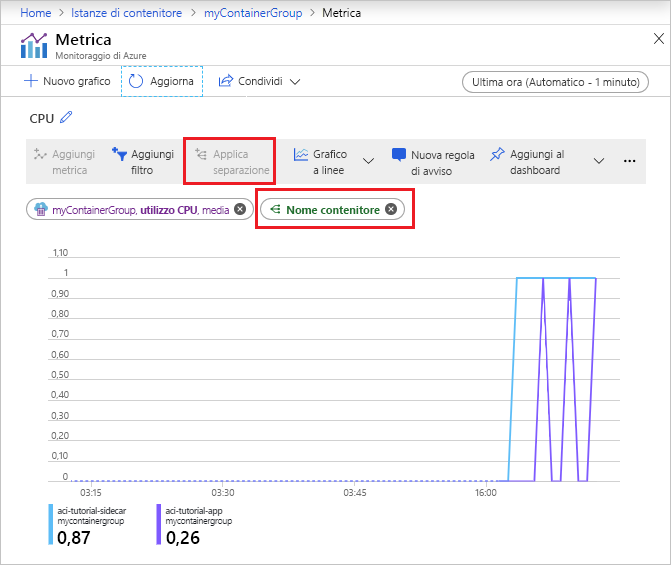 Home > Istanze di contenitore > myContainerGroup > Metrica
Metrica
Monitoraggio di Azure
Nuovo grafico Aggiorna Condividi Ultima ora (Automatico - 1 minuto)
CPU
Aggiungi metrica
Aggiungi filtro
Applica separazione
Grafico a linee
Nuova regola di avviso
Aggiungi al dashboard
myContainerGroup, utilizzo CPU, media
Nome contenitore
1,10
1
0,90
0,80
0,70
0,60
0,50
0,40
0,30
0,20
0,10
0
03:15 03:30 03:45 16:00
aci-tutorial-sidecar
mycontainergroup
0,87
aci-tutorial-app
mycontainergroup
0,26